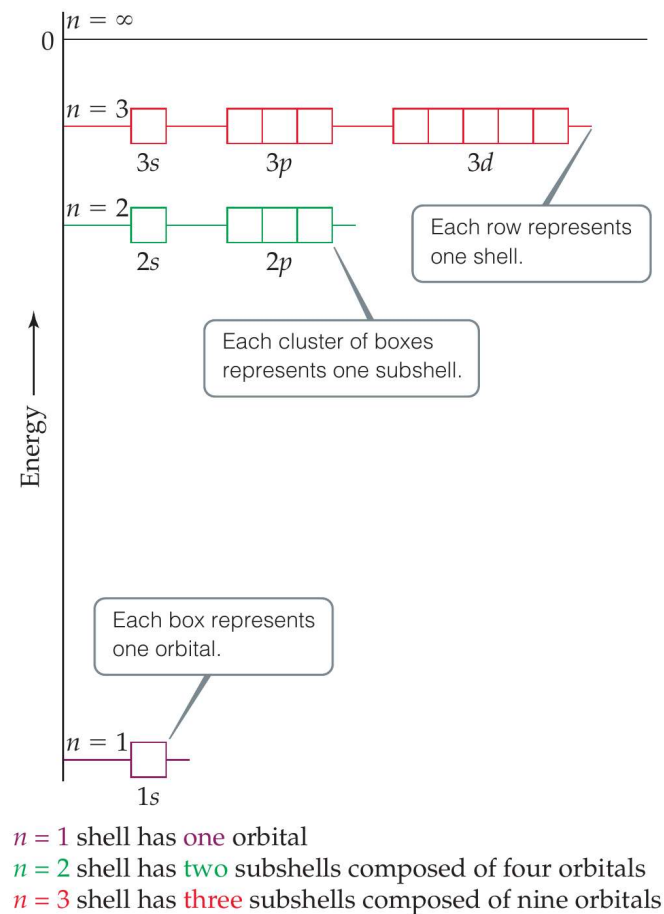 n = ∞
0
n = 3
3s
3p
3d
n = 2
Each row represents
one shell.
2s
2p
Each cluster of boxes
represents one subshell.
Energy
Each box represents
one orbital.
n = 1
1s
n = 1 shell has one orbital
n = 2 shell has two subshells composed of four orbitals
n = 3 shell has three subshells composed of nine orbitals